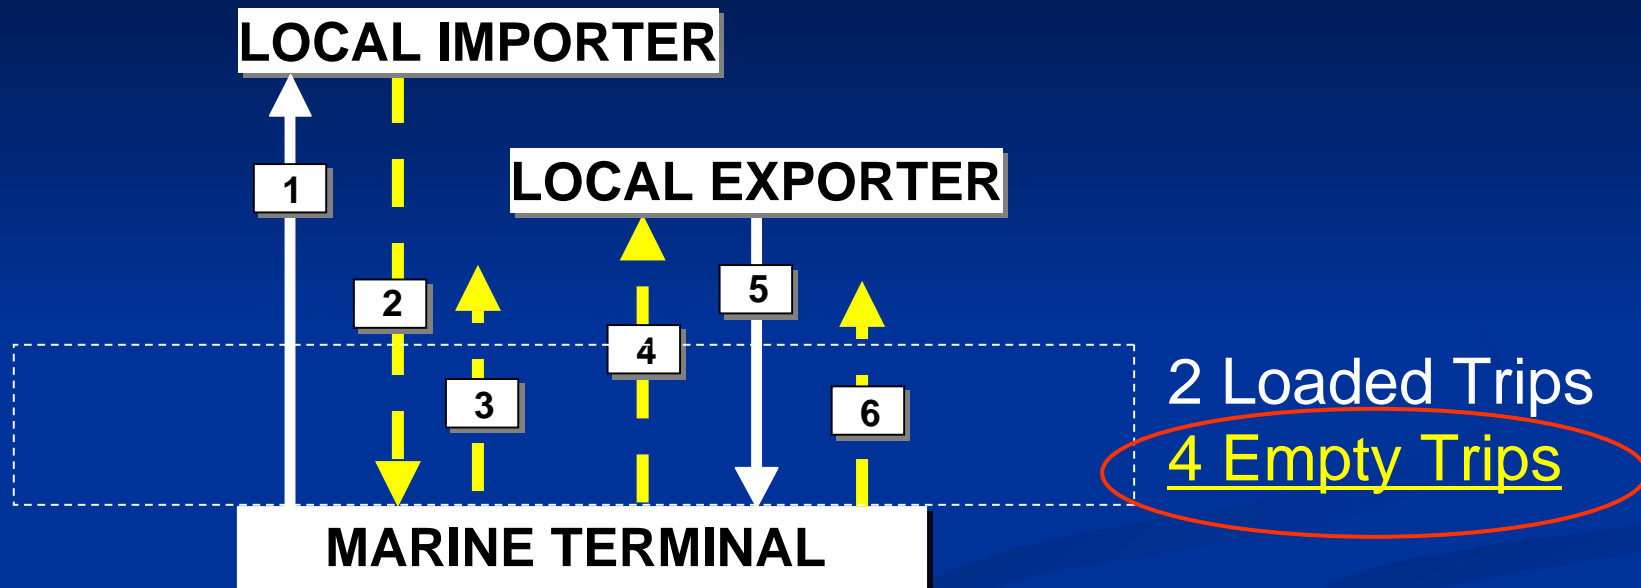 LOCAL IMPORTER
1
LOCAL EXPORTER
2
5
3
4
6
2 Loaded Trips
4 Empty Trips
MARINE TERMINAL